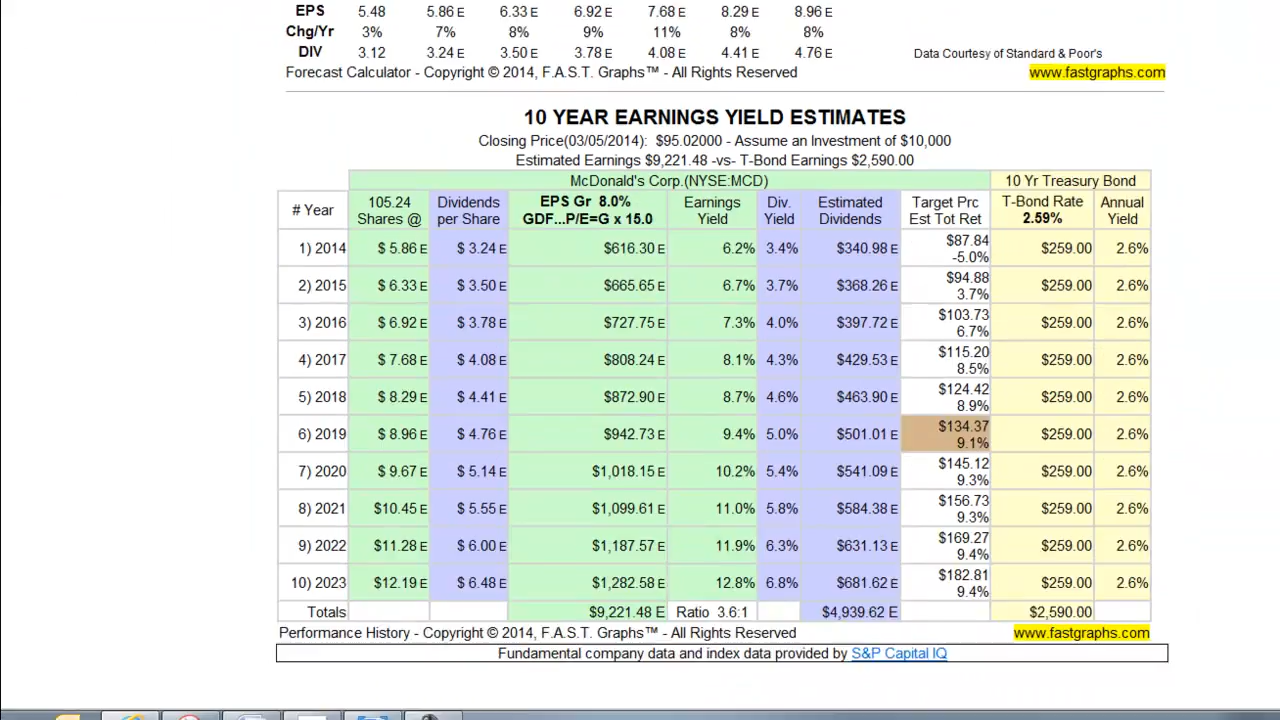 EPS 5.48 5.86 E 6.33 E 6.92 E 7.68 E 8.29 E 8.96 E
Chg/Yr 3% 7% 8% 9% 11% 8% 8%
DIV 3.12 3.24 E 3.50 E 3.78 E 4.08 E 4.41 E 4.76 E Data Courtesy of Standard & Poor's
Forecast Calculator - Copyright © 2014, F.A.S.T. Graphs™ - All Rights Reserved www.fastgraphs.com
10 YEAR EARNINGS YIELD ESTIMATES
Closing Price(03/05/2014): $95.02000 - Assume an Investment of $10,000
Estimated Earnings $9,221.48 -vs- T-Bond Earnings $2,590.00
McDonald's Corp.(NYSE:MCD) 10 Yr Treasury Bond
# Year 105.24 Shares @ Dividends per Share EPS Gr 8.0% GDF...P/E=G x 15.0 Earnings Yield Div. Yield Estimated Dividends Target Prc Est Tot Ret T-Bond Rate 2.59% Annual Yield
1) 2014 $ 5.86 E $ 3.24 E $616.30 E 6.2% 3.4% $340.98 E $87.84 -5.0% $259.00 2.6%
2) 2015 $ 6.33 E $ 3.50 E $665.65 E 6.7% 3.7% $368.26 E $94.88 3.7% $259.00 2.6%
3) 2016 $ 6.92 E $ 3.78 E $727.75 E 7.3% 4.0% $397.72 E $103.73 6.7% $259.00 2.6%
4) 2017 $ 7.68 E $ 4.08 E $808.24 E 8.1% 4.3% $429.53 E $115.20 8.5% $259.00 2.6%
5) 2018 $ 8.29 E $ 4.41 E $872.90 E 8.7% 4.6% $463.90 E $124.42 8.9% $259.00 2.6%
6) 2019 $ 8.96 E $ 4.76 E $942.73 E 9.4% 5.0% $501.01 E $134.37 9.1% $259.00 2.6%
7) 2020 $ 9.67 E $ 5.14 E $1,018.15 E 10.2% 5.4% $541.09 E $145.12 9.3% $259.00 2.6%
8) 2021 $10.45 E $ 5.55 E $1,099.61 E 11.0% 5.8% $584.38 E $156.73 9.3% $259.00 2.6%
9) 2022 $11.28 E $ 6.00 E $1,187.57 E 11.9% 6.3% $631.13 E $169.27 9.4% $259.00 2.6%
10) 2023 $12.19 E $ 6.48 E $1,282.58 E 12.8% 6.8% $681.62 E $182.81 9.4% $259.00 2.6%
Totals $9,221.48 E Ratio 3.6:1 $4,939.62 E $2,590.00
Performance History - Copyright © 2014, F.A.S.T. Graphs™ - All Rights Reserved www.fastgraphs.com
Fundamental company data and index data provided by S&P Capital IQ